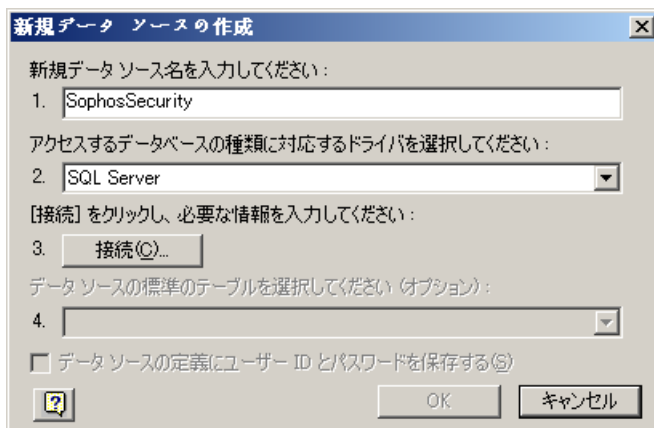 新規データ ソースの作成
新規データ ソース名を入力してください:
1. SophosSecurity
アクセスするデータベースの種類に対応するドライバを選択してください:
2. SQL Server
[接続] をクリックし、必要な情報を入力してください:
3. 接続(C)...
データ ソースの標準のテーブルを選択してください (オプション):
4.
データ ソースの定義にユーザー ID とパスワードを保存する(S)
OK キャンセル